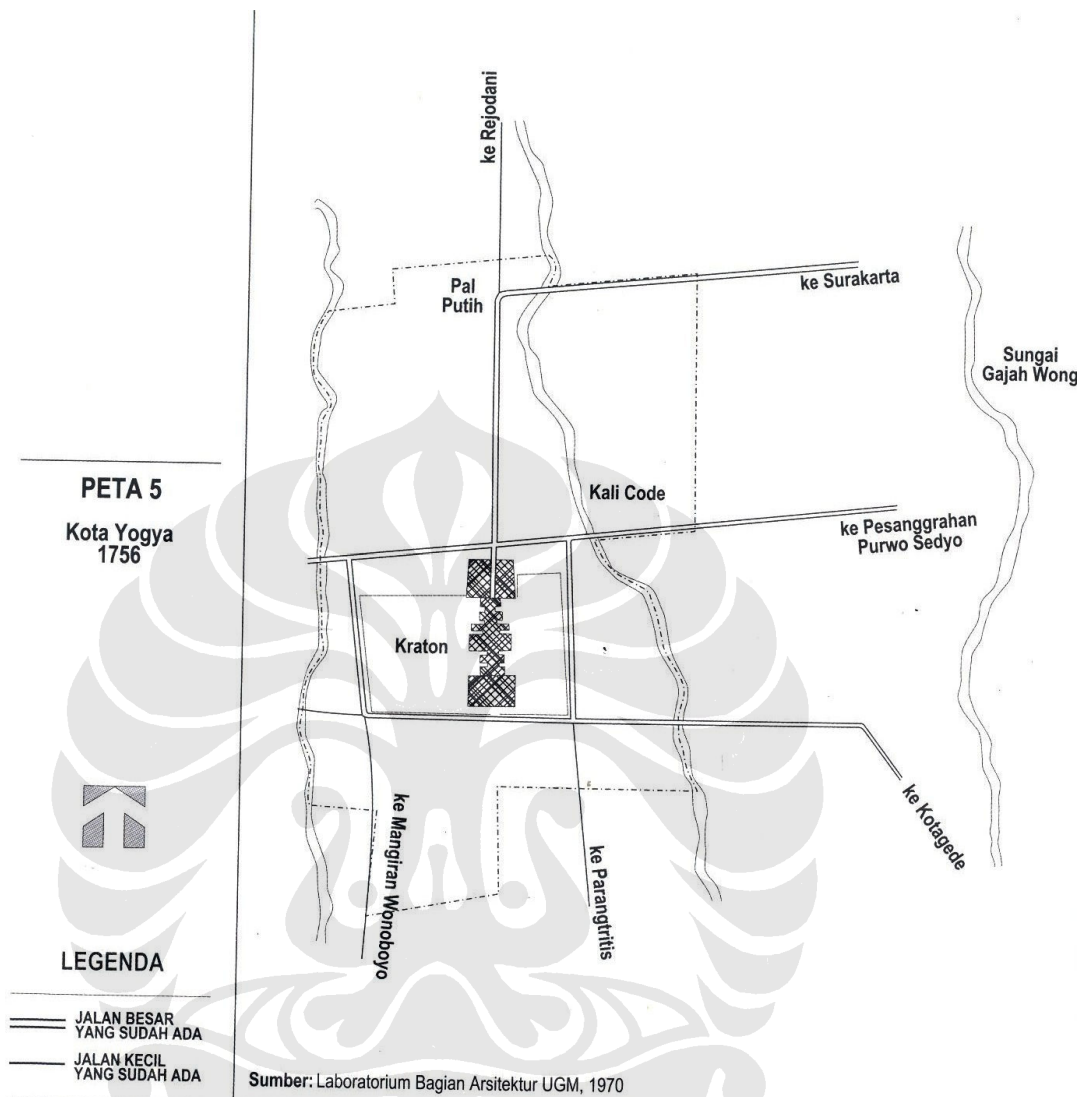 PETA 5
Kota Yogya
1756
LEGENDA
JALAN BESAR
YANG SUDAH ADA
JALAN KECIL
YANG SUDAH ADA
ke Rejodani
Pal
Putih
ke Surakarta
Sungai
Gajah Wong
Kali Code
ke Pesanggrahan
Purwo Sedyo
Kraton
ke Mangiran Wonoboyo
ke Parangtritis
ke Kotagede
Sumber: Laboratorium Bagian Arsitektur UGM, 1970